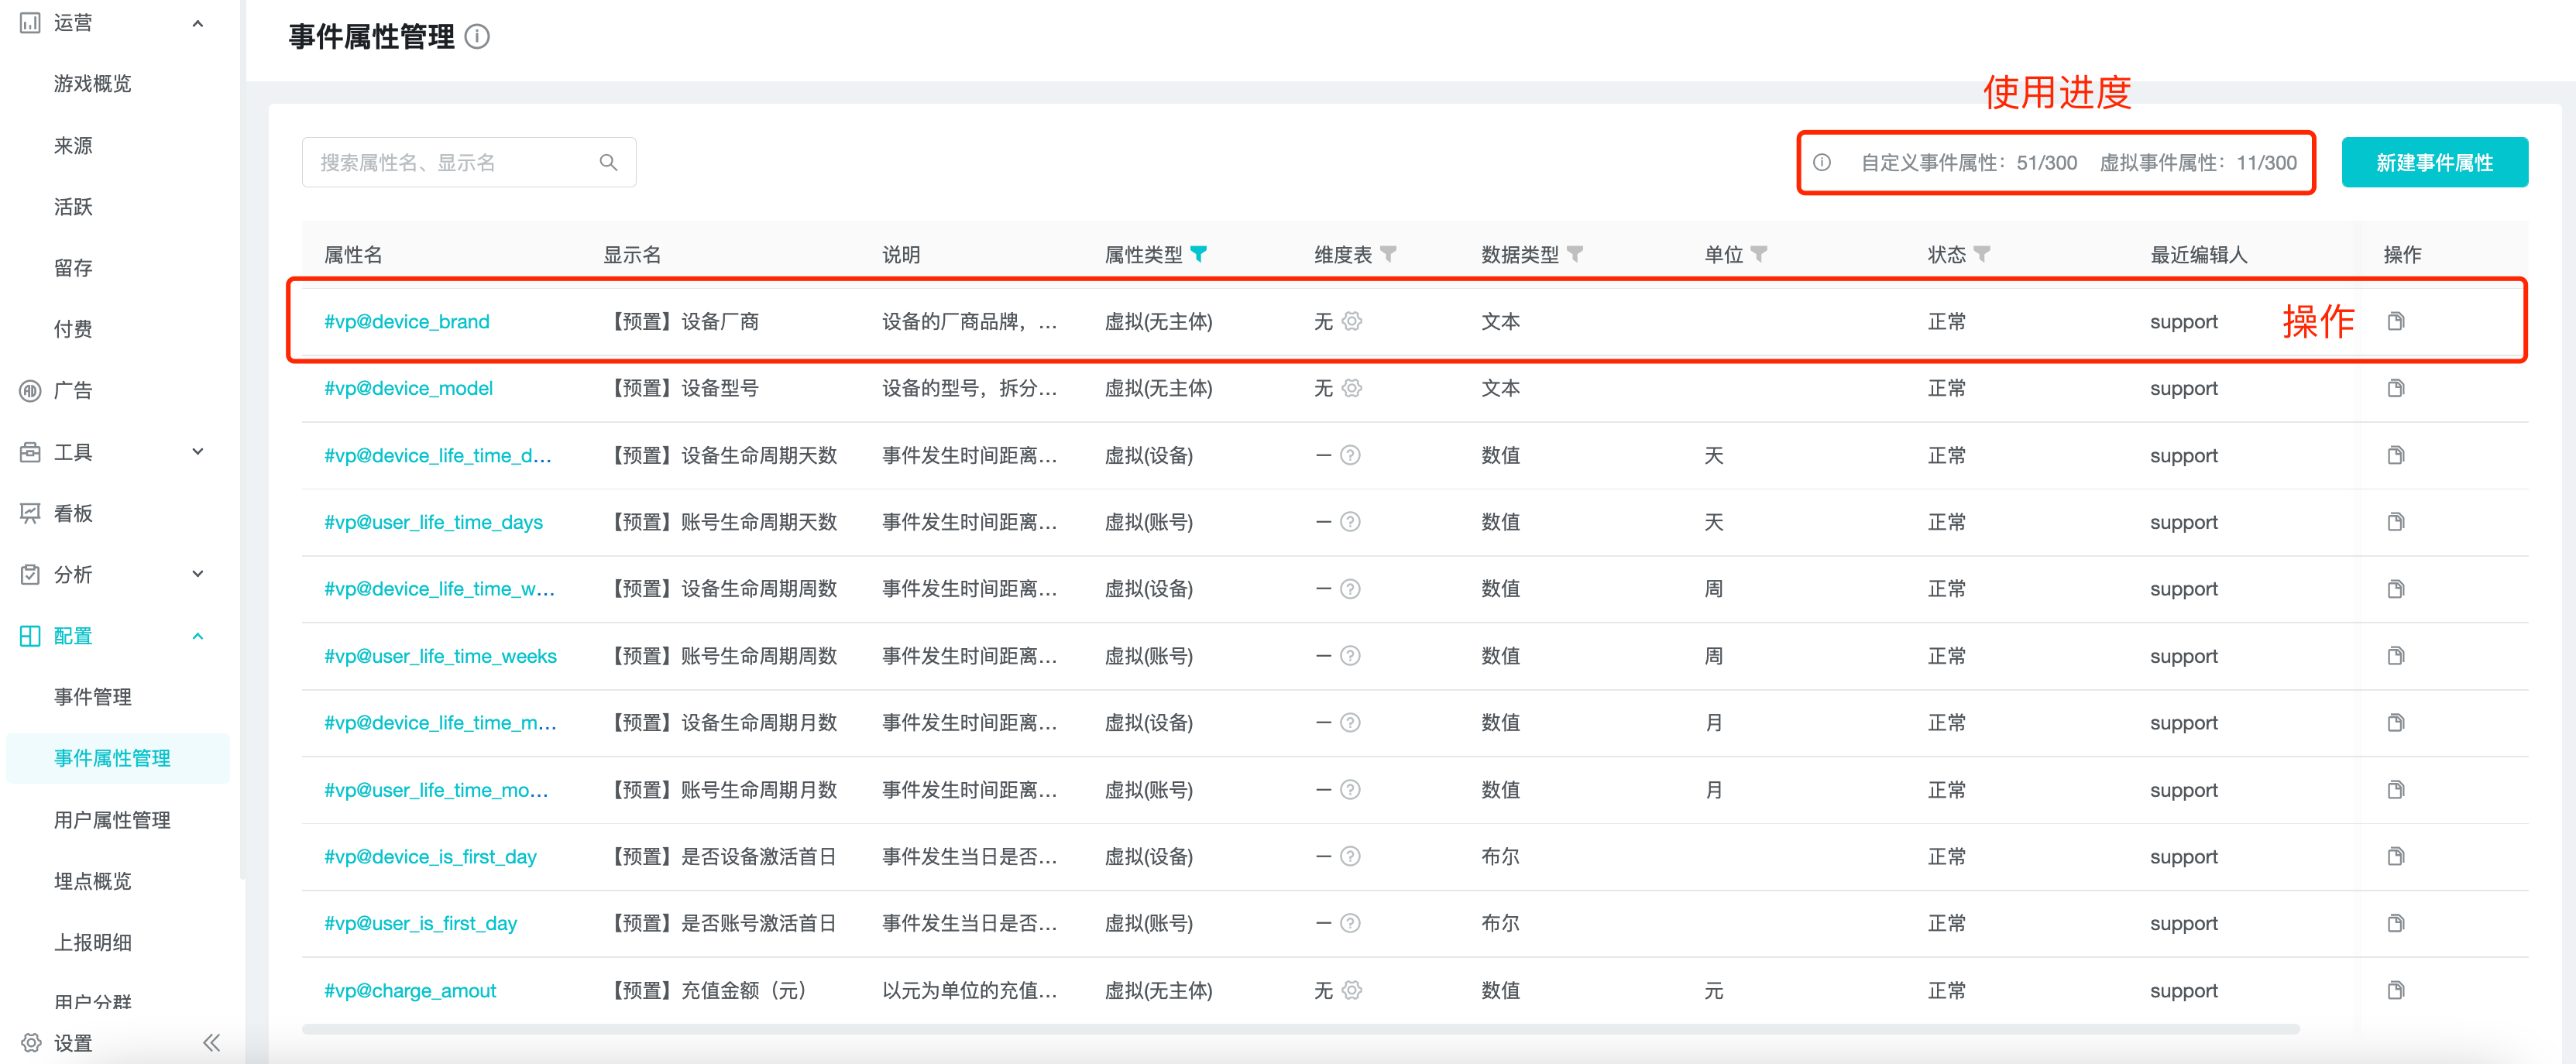 运营
游戏概览
来源
活跃
留存
付费
广告
工具
看板
分析
配置
事件管理
事件属性管理
用户属性管理
埋点概览
上报明细
用户分群
设置
事件属性管理
使用进度
搜索属性名、显示名
自定义事件属性：51/300 虚拟事件属性：11/300
新建事件属性
属性名 显示名 说明 属性类型 维度表 数据类型 单位 状态 最近编辑人 操作
#vp@device_brand 【预置】设备厂商 设备的厂商品牌，... 虚拟(无主体) 无 文本 正常 support 操作
#vp@device_model 【预置】设备型号 设备的型号，拆分... 虚拟(无主体) 无 文本 正常 support
#vp@device_life_time_d... 【预置】设备生命周期天数 事件发生时间距离... 虚拟(设备) — 数值 天 正常 support
#vp@user_life_time_days 【预置】账号生命周期天数 事件发生时间距离... 虚拟(账号) — 数值 天 正常 support
#vp@device_life_time_w... 【预置】设备生命周期周数 事件发生时间距离... 虚拟(设备) — 数值 周 正常 support
#vp@user_life_time_weeks 【预置】账号生命周期周数 事件发生时间距离... 虚拟(账号) — 数值 周 正常 support
#vp@device_life_time_m... 【预置】设备生命周期月数 事件发生时间距离... 虚拟(设备) — 数值 月 正常 support
#vp@user_life_time_mo... 【预置】账号生命周期月数 事件发生时间距离... 虚拟(账号) — 数值 月 正常 support
#vp@device_is_first_day 【预置】是否设备激活首日 事件发生当日是否... 虚拟(设备) — 布尔 正常 support
#vp@user_is_first_day 【预置】是否账号激活首日 事件发生当日是否... 虚拟(账号) — 布尔 正常 support
#vp@charge_amout 【预置】充值金额（元） 以元为单位的充值... 虚拟(无主体) 无 数值 元 正常 support